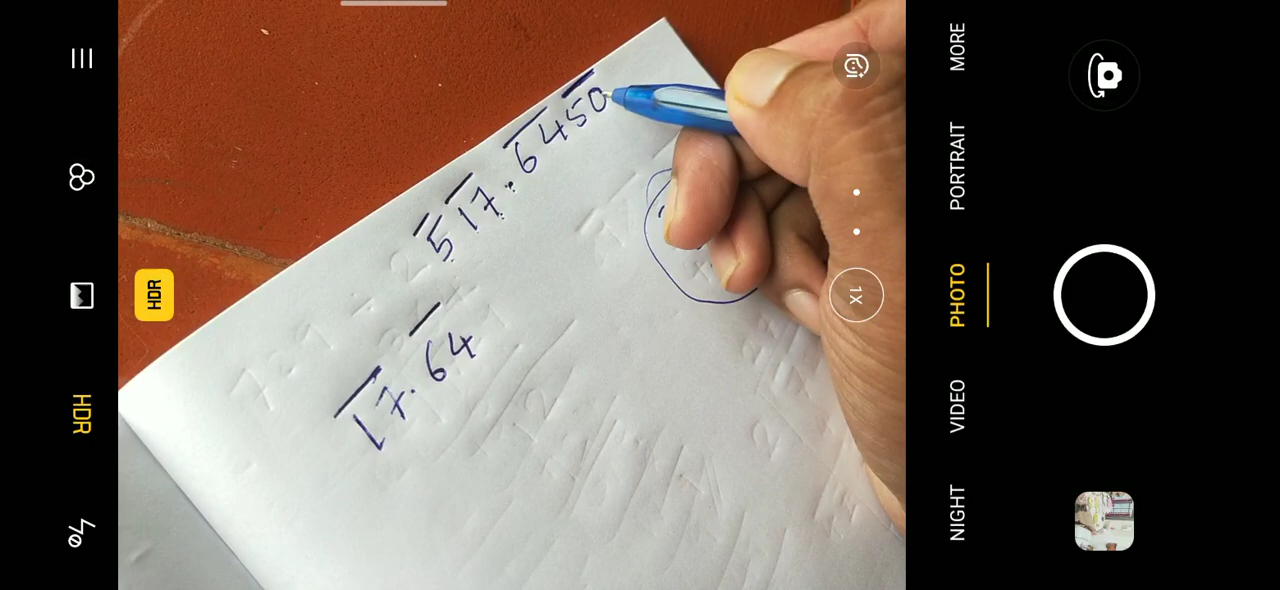 517.6450
17.64
HDR
HDR
1X
MORE
PORTRAIT
PHOTO
VIDEO
NIGHT